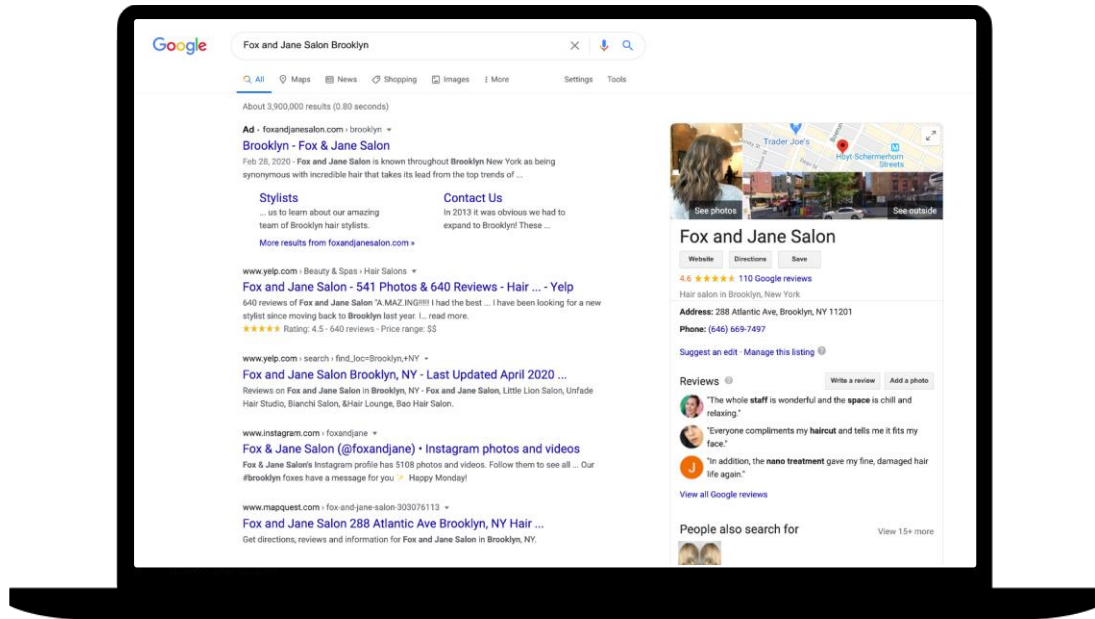 Google
Fox and Jane Salon Brooklyn
All Maps News Shopping Images More Settings Tools
About 3,900,000 results (0.80 seconds)
Ad · foxandjanesalon.com › brooklyn
Brooklyn - Fox & Jane Salon
Feb 28, 2020 - Fox and Jane Salon is known throughout Brooklyn New York as being
synonymous with incredible hair that takes its lead from the top trends of ...
Stylists
... us to learn about our amazing
team of Brooklyn hair stylists.
Contact Us
In 2013 it was obvious we had to
expand to Brooklyn! These ...
More results from foxandjanesalon.com »
www.yelp.com › Beauty & Spas › Hair Salons
Fox and Jane Salon - 541 Photos & 640 Reviews - Hair ... - Yelp
640 reviews of Fox and Jane Salon "A.MAZ.ING!!!!! I had the best ... I have been looking for a new
stylist since moving back to Brooklyn last year. I... read more.
Rating: 4.5 - 640 reviews - Price range: $$
www.yelp.com › search › find_loc=Brooklyn,+NY
Fox and Jane Salon Brooklyn, NY - Last Updated April 2020 ...
Reviews on Fox and Jane Salon in Brooklyn, NY - Fox and Jane Salon, Little Lion Salon, Unfade
Hair Studio, Bianchi Salon, &Hair Lounge, Bao Hair Salon.
www.instagram.com › foxandjane
Fox & Jane Salon (@foxandjane) • Instagram photos and videos
Fox & Jane Salon's Instagram profile has 5108 photos and videos. Follow them to see all ... Our
#brooklyn foxes have a message for you ✨ Happy Monday!
www.mapquest.com › fox-and-jane-salon-303076113
Fox and Jane Salon 288 Atlantic Ave Brooklyn, NY Hair ...
Get directions, reviews and information for Fox and Jane Salon in Brooklyn, NY.
Trader Joe's
Hoyt-Schermerhorn
Streets
See photos
See outside
Fox and Jane Salon
Website Directions Save
4.6 110 Google reviews
Hair salon in Brooklyn, New York
Address: 288 Atlantic Ave, Brooklyn, NY 11201
Phone: (646) 669-7497
Suggest an edit · Manage this listing
Reviews Write a review Add a photo
"The whole staff is wonderful and the space is chill and
relaxing."
"Everyone compliments my haircut and tells me it fits my
face."
J
"In addition, the nano treatment gave my fine, damaged hair
life again."
View all Google reviews
People also search for View 15+ more